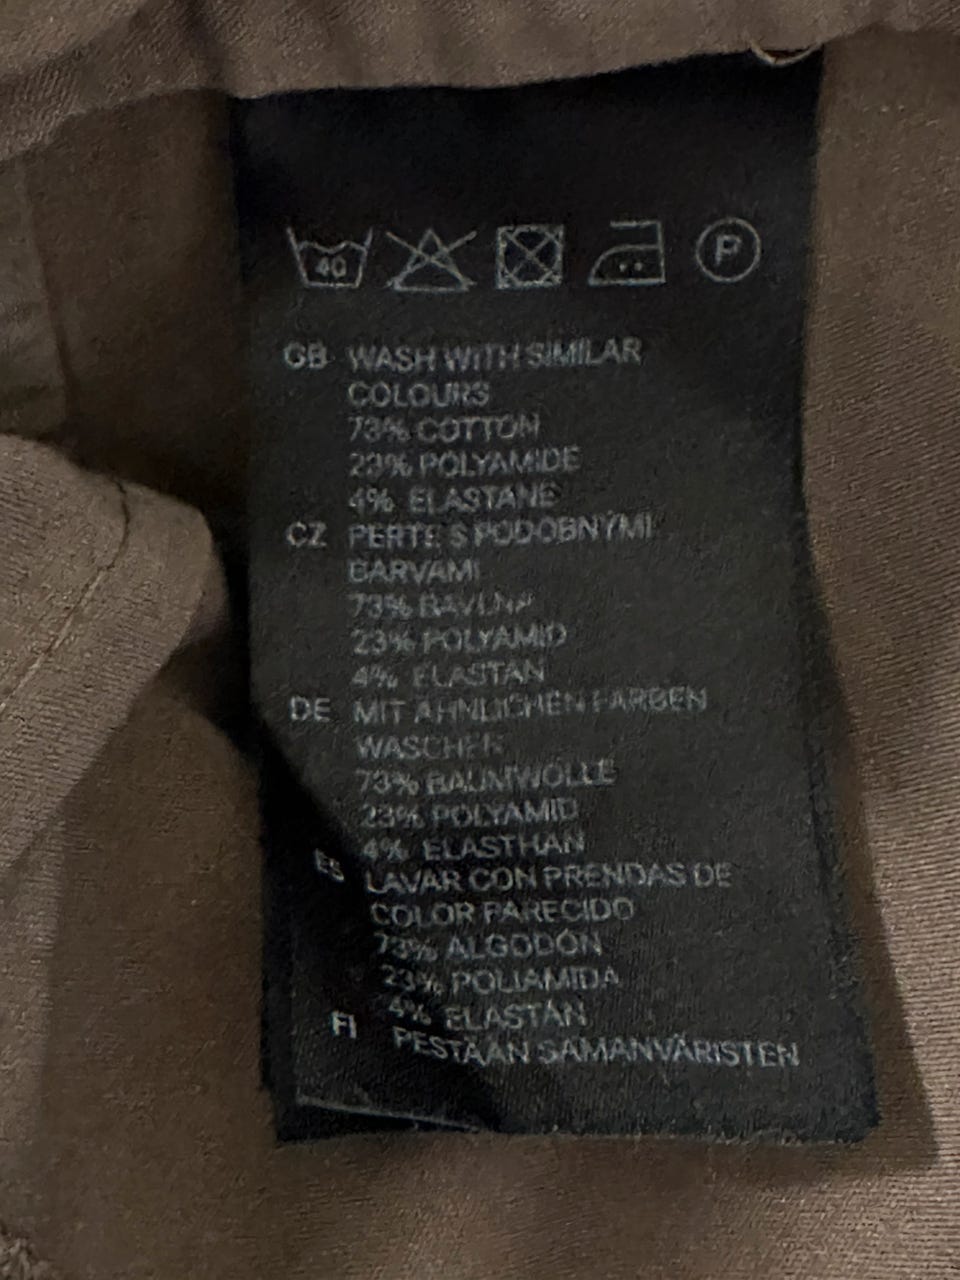 40 P
GB WASH WITH SIMILAR
COLOURS
73% COTTON
23% POLYAMIDE
4% ELASTANE
CZ PERTE S PODOBNÝMI
BARVAMI
73% BAVLNA
23% POLYAMID
4% ELASTAN
DE MIT ÄHNLICHEN FARBEN
WASCHEN
73% BAUMWOLLE
23% POLYAMID
4% ELASTHAN
ES LAVAR CON PRENDAS DE
COLOR PARECIDO
73% ALGODÓN
23% POLIAMIDA
4% ELASTÁN
FI PESTÄÄN SAMANVÄRISTEN